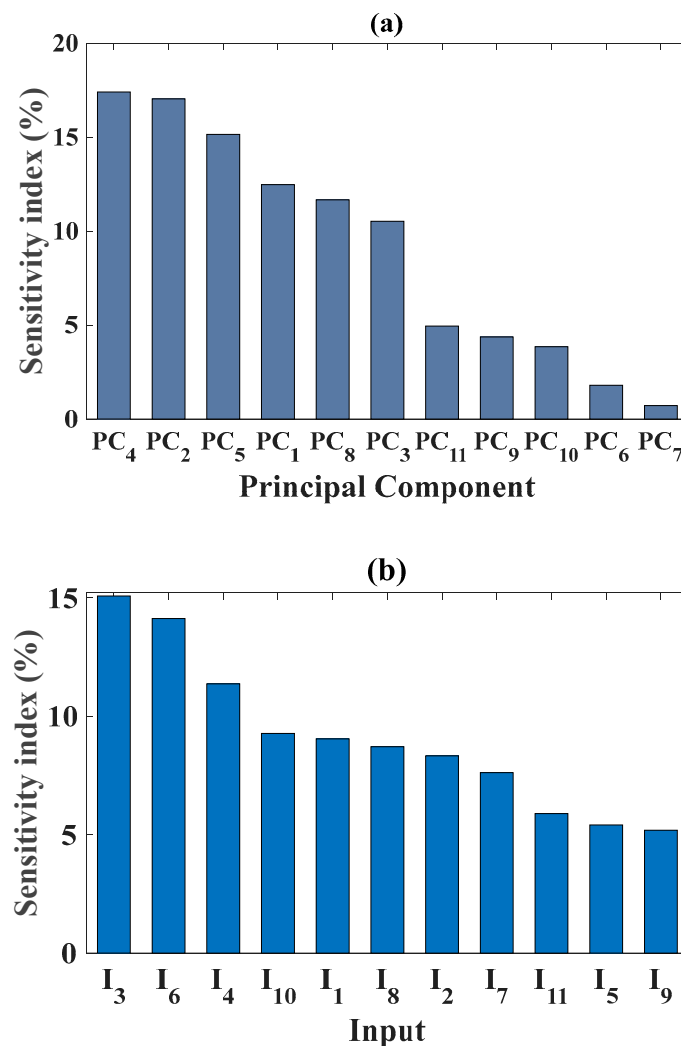 (a)
Sensitivity index (%)
20
15
10
5
0
PC4 PC2 PC5 PC1 PC8 PC3 PC11 PC9 PC10 PC6 PC7
Principal Component
(b)
Sensitivity index (%)
15
10
5
0
I3 I6 I4 I10 I1 I8 I2 I7 I11 I5 I9
Input